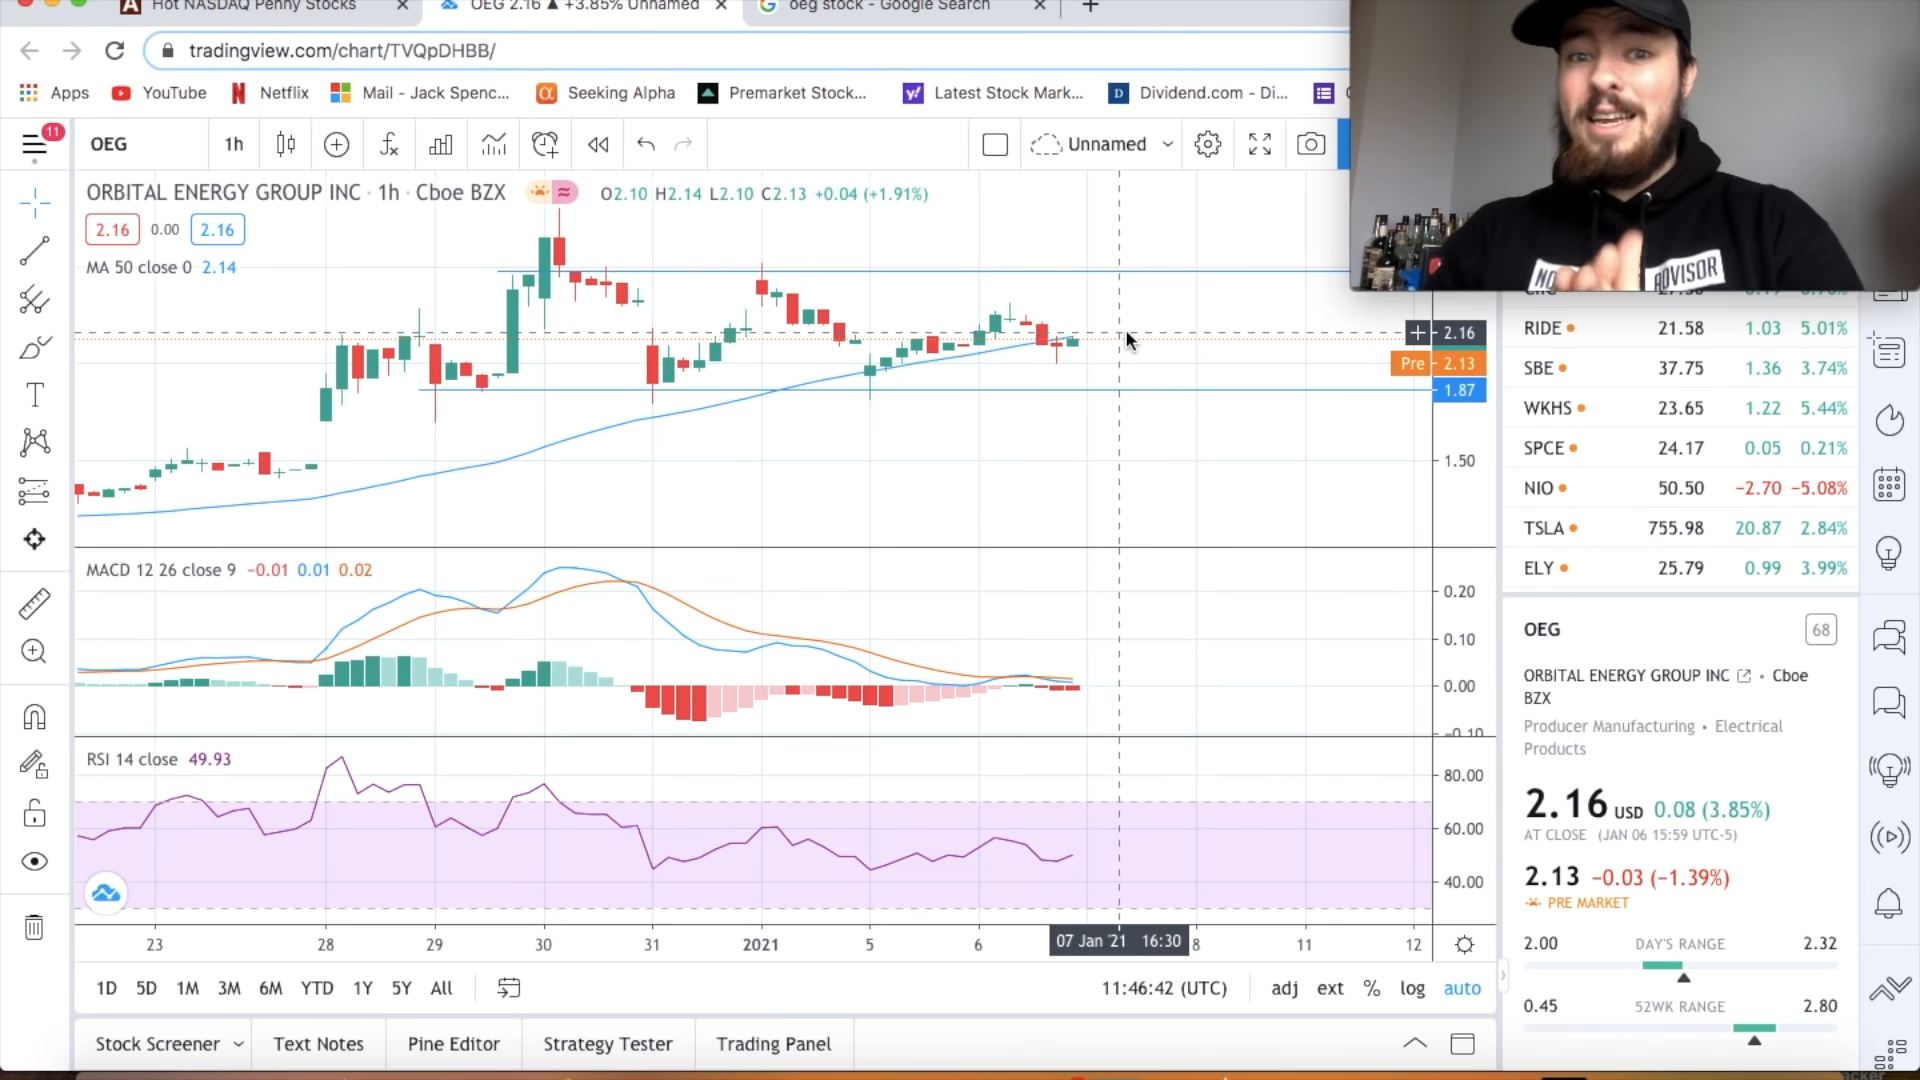 Hot NASDAQ Penny Stocks
OEG 2.16 ▲ +3.85% Unnamed
oeg stock - Google Search
tradingview.com/chart/TVQpDHBB/
Apps
YouTube
Netflix
Mail - Jack Spenc...
Seeking Alpha
Premarket Stock...
Latest Stock Mark...
Dividend.com - Di...
11
OEG
1h
Unnamed
ORBITAL ENERGY GROUP INC · 1h · Cboe BZX
O2.10 H2.14 L2.10 C2.13 +0.04 (+1.91%)
2.16 0.00 2.16
MA 50 close 0 2.14
ADVISOR
2.16
Pre 2.13
1.87
1.50
RIDE 21.58 1.03 5.01%
SBE 37.75 1.36 3.74%
WKHS 23.65 1.22 5.44%
SPCE 24.17 0.05 0.21%
NIO 50.50 −2.70 −5.08%
TSLA 755.98 20.87 2.84%
ELY 25.79 0.99 3.99%
MACD 12 26 close 9 −0.01 0.01 0.02
0.20
0.10
0.00
−0.10
RSI 14 close 49.93
80.00
60.00
40.00
23 28 29 30 31 2021 5 6 07 Jan '21 16:30 8 11 12
1D 5D 1M 3M 6M YTD 1Y 5Y All
11:46:42 (UTC)
adj ext % log auto
Stock Screener
Text Notes
Pine Editor
Strategy Tester
Trading Panel
OEG
68
ORBITAL ENERGY GROUP INC • Cboe
BZX
Producer Manufacturing • Electrical
Products
2.16 USD 0.08 (3.85%)
AT CLOSE (JAN 06 15:59 UTC-5)
2.13 −0.03 (−1.39%)
PRE MARKET
2.00 DAY'S RANGE 2.32
0.45 52WK RANGE 2.80